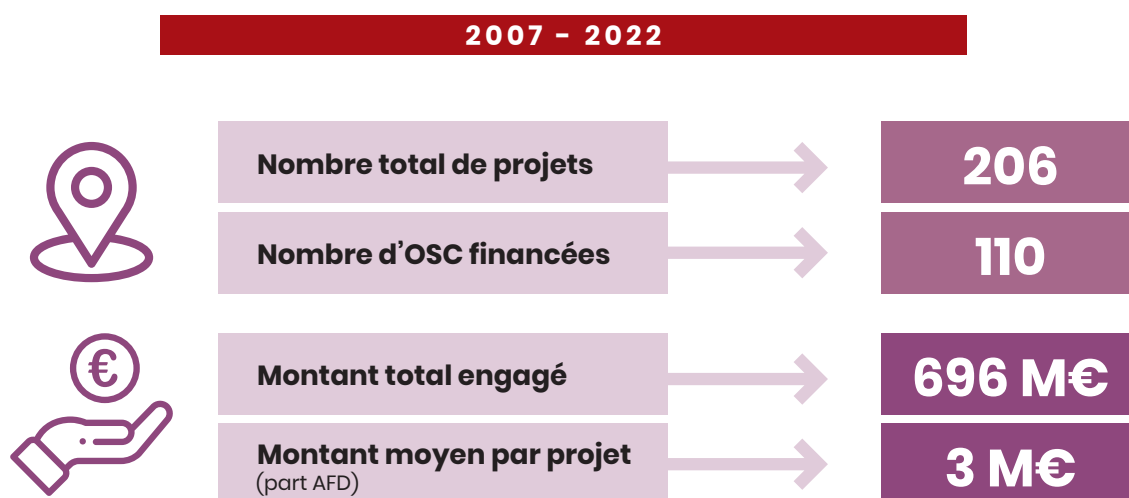 2007 - 2022
Nombre total de projets
206
Nombre d’OSC financées
110
€
Montant total engagé
696 M€
Montant moyen par projet
(part AFD)
3 M€